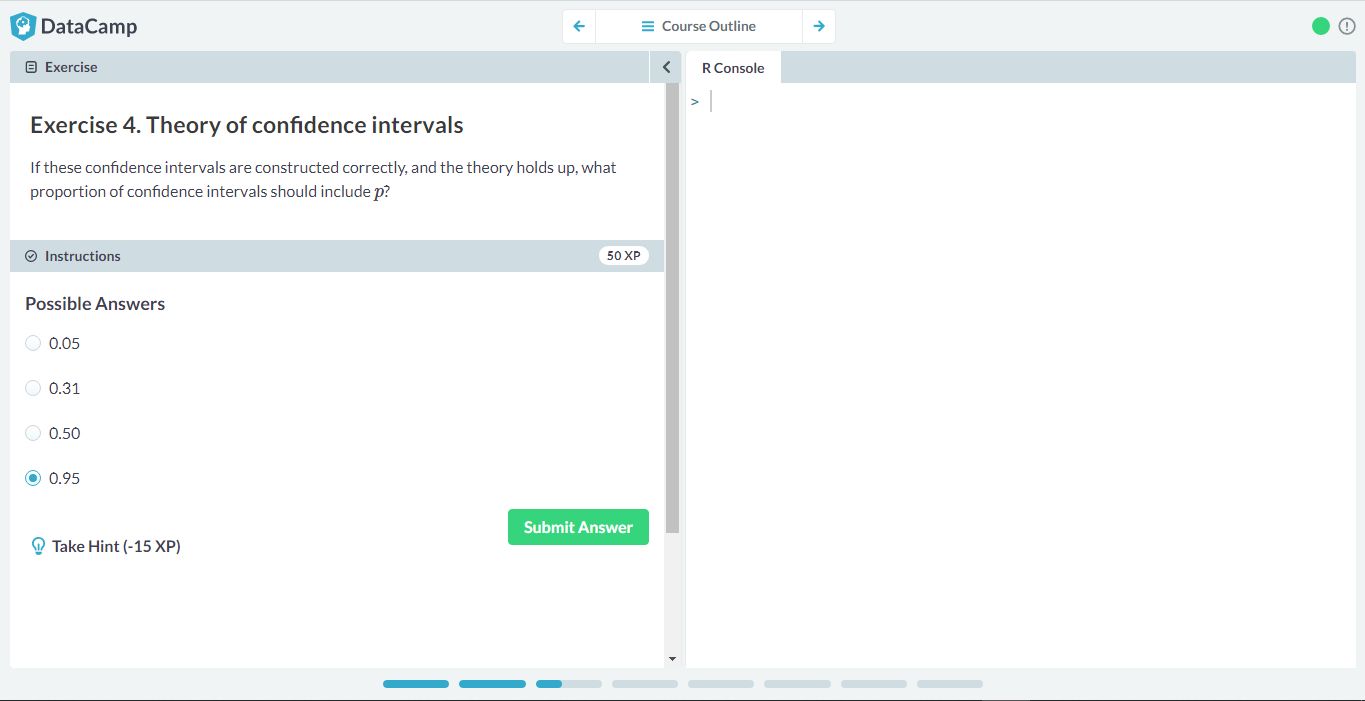 DataCamp
Course Outline
Exercise
R Console
Exercise 4. Theory of confidence intervals
If these confidence intervals are constructed correctly, and the theory holds up, what
proportion of confidence intervals should include p?
Instructions
50 XP
Possible Answers
0.05
0.31
0.50
0.95
Submit Answer
Take Hint (-15 XP)
>